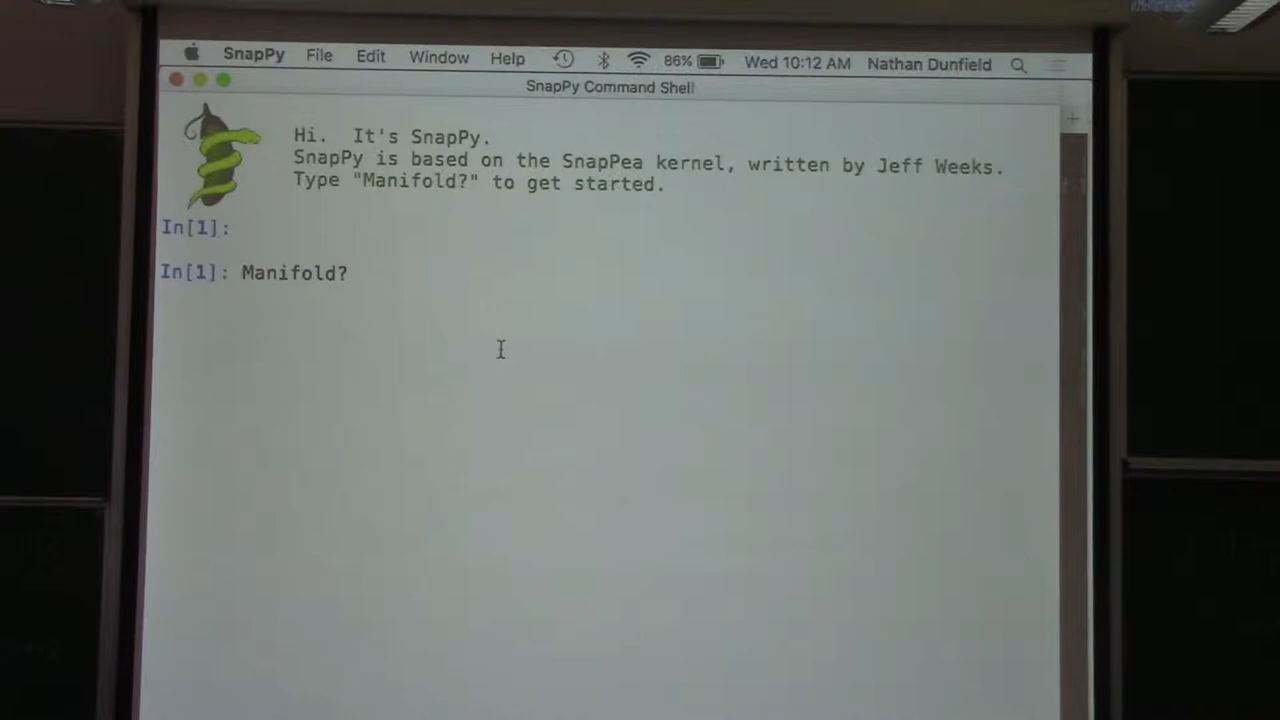 SnapPy File Edit Window Help 86% Wed 10:12 AM Nathan Dunfield
SnapPy Command Shell
Hi. It's SnapPy.
SnapPy is based on the SnapPea kernel, written by Jeff Weeks.
Type "Manifold?" to get started.
In[1]:
In[1]: Manifold?